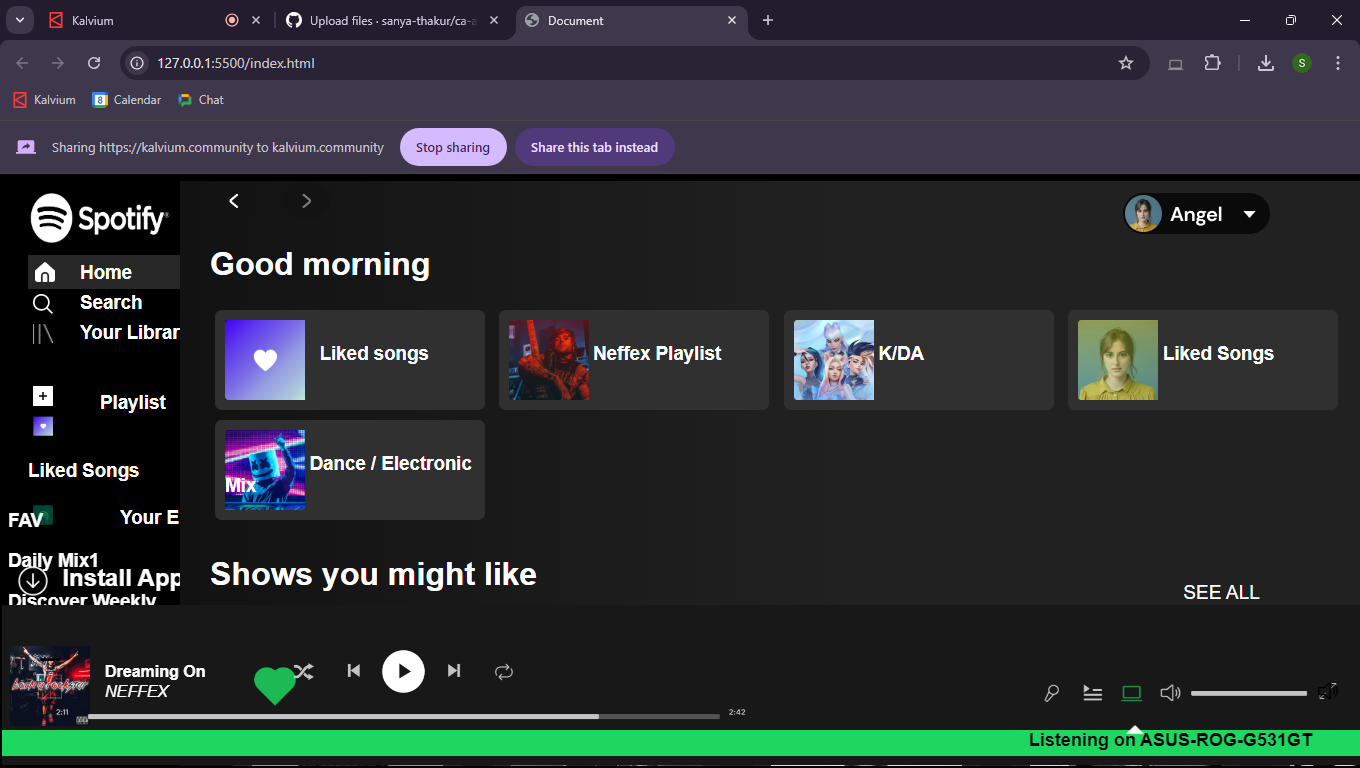 Kalvium
Upload files · sanya-thakur/ca-a
Document
127.0.0.1:5500/index.html
S
Kalvium
8
Calendar
Chat
Sharing https://kalvium.community to kalvium.community
Stop sharing
Share this tab instead
Spotify
Angel
Home
Search
Your Librar
Good morning
Liked songs
Neffex Playlist
K/DA
Liked Songs
Playlist
Liked Songs
Dance / Electronic
Mix
FAV
Your E
Daily Mix1
Install App
Discover Weekly
Shows you might like
SEE ALL
Dreaming On
NEFFEX
2:11
2:42
Listening on ASUS-ROG-G531GT